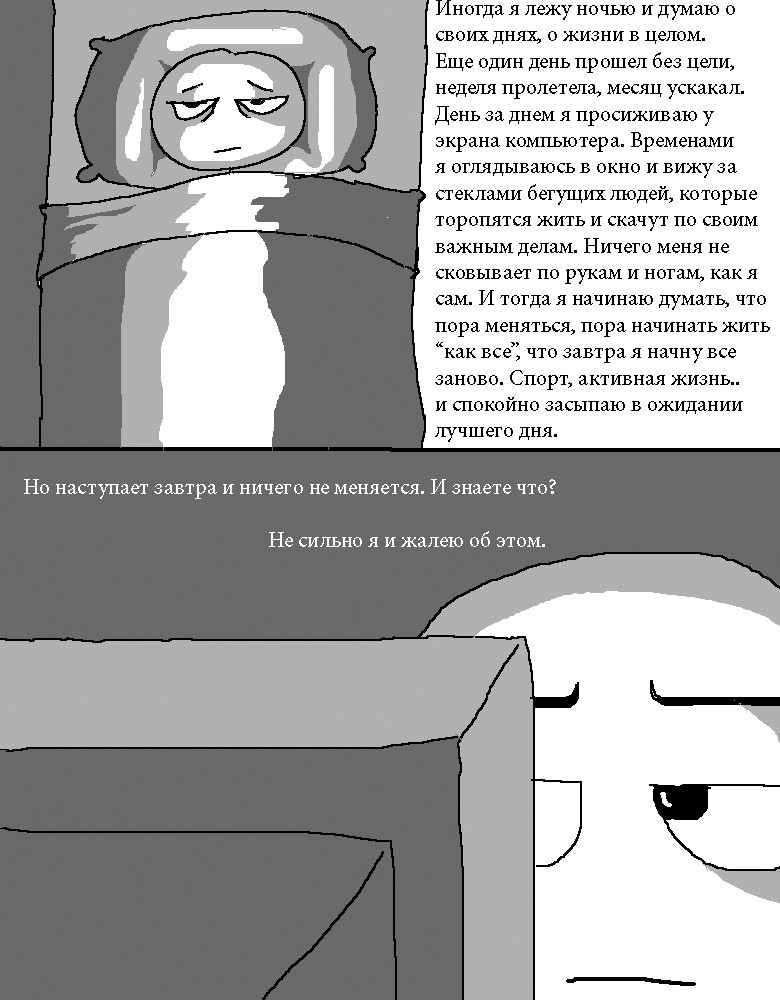 Иногда я лежу ночью и думаю о
своих днях, о жизни в целом.
Еще один день прошел без цели,
неделя пролетела, месяц ускакал.
День за днем я просиживаю у
экрана компьютера. Временами
я оглядываюсь в окно и вижу за
стеклами бегущих людей, которые
торопятся жить и скачут по своим
важным делам. Ничего меня не
сковывает по рукам и ногам, как я
сам. И тогда я начинаю думать, что
пора меняться, пора начинать жить
“как все”, что завтра я начну все
заново. Спорт, активная жизнь..
и спокойно засыпаю в ожидании
лучшего дня.
Но наступает завтра и ничего не меняется. И знаете что?
Не сильно я и жалею об этом.